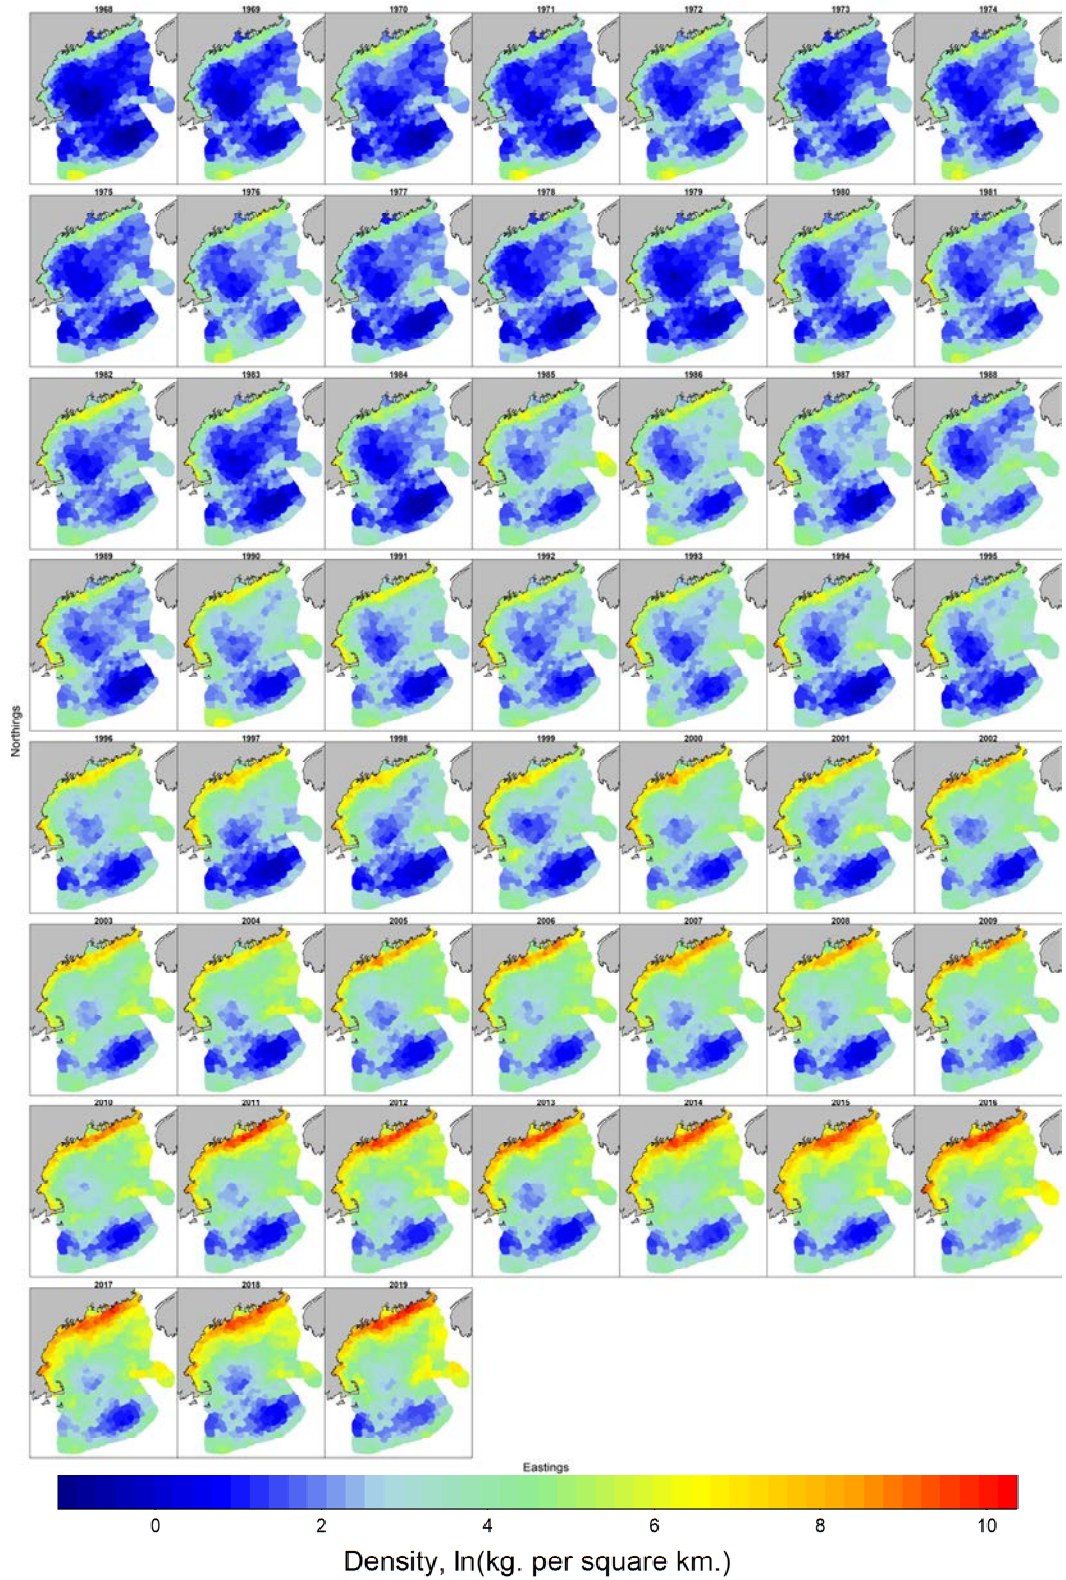 1968 1969 1970 1971 1972 1973 1974
1975 1976 1977 1978 1979 1980 1981
1982 1983 1984 1985 1986 1987 1988
1989 1990 1991 1992 1993 1994 1995
Northings
1996 1997 1998 1999 2000 2001 2002
2003 2004 2005 2006 2007 2008 2009
2010 2011 2012 2013 2014 2015 2016
2017 2018 2019
Eastings
0 2 4 6 8 10
Density, ln(kg. per square km.)